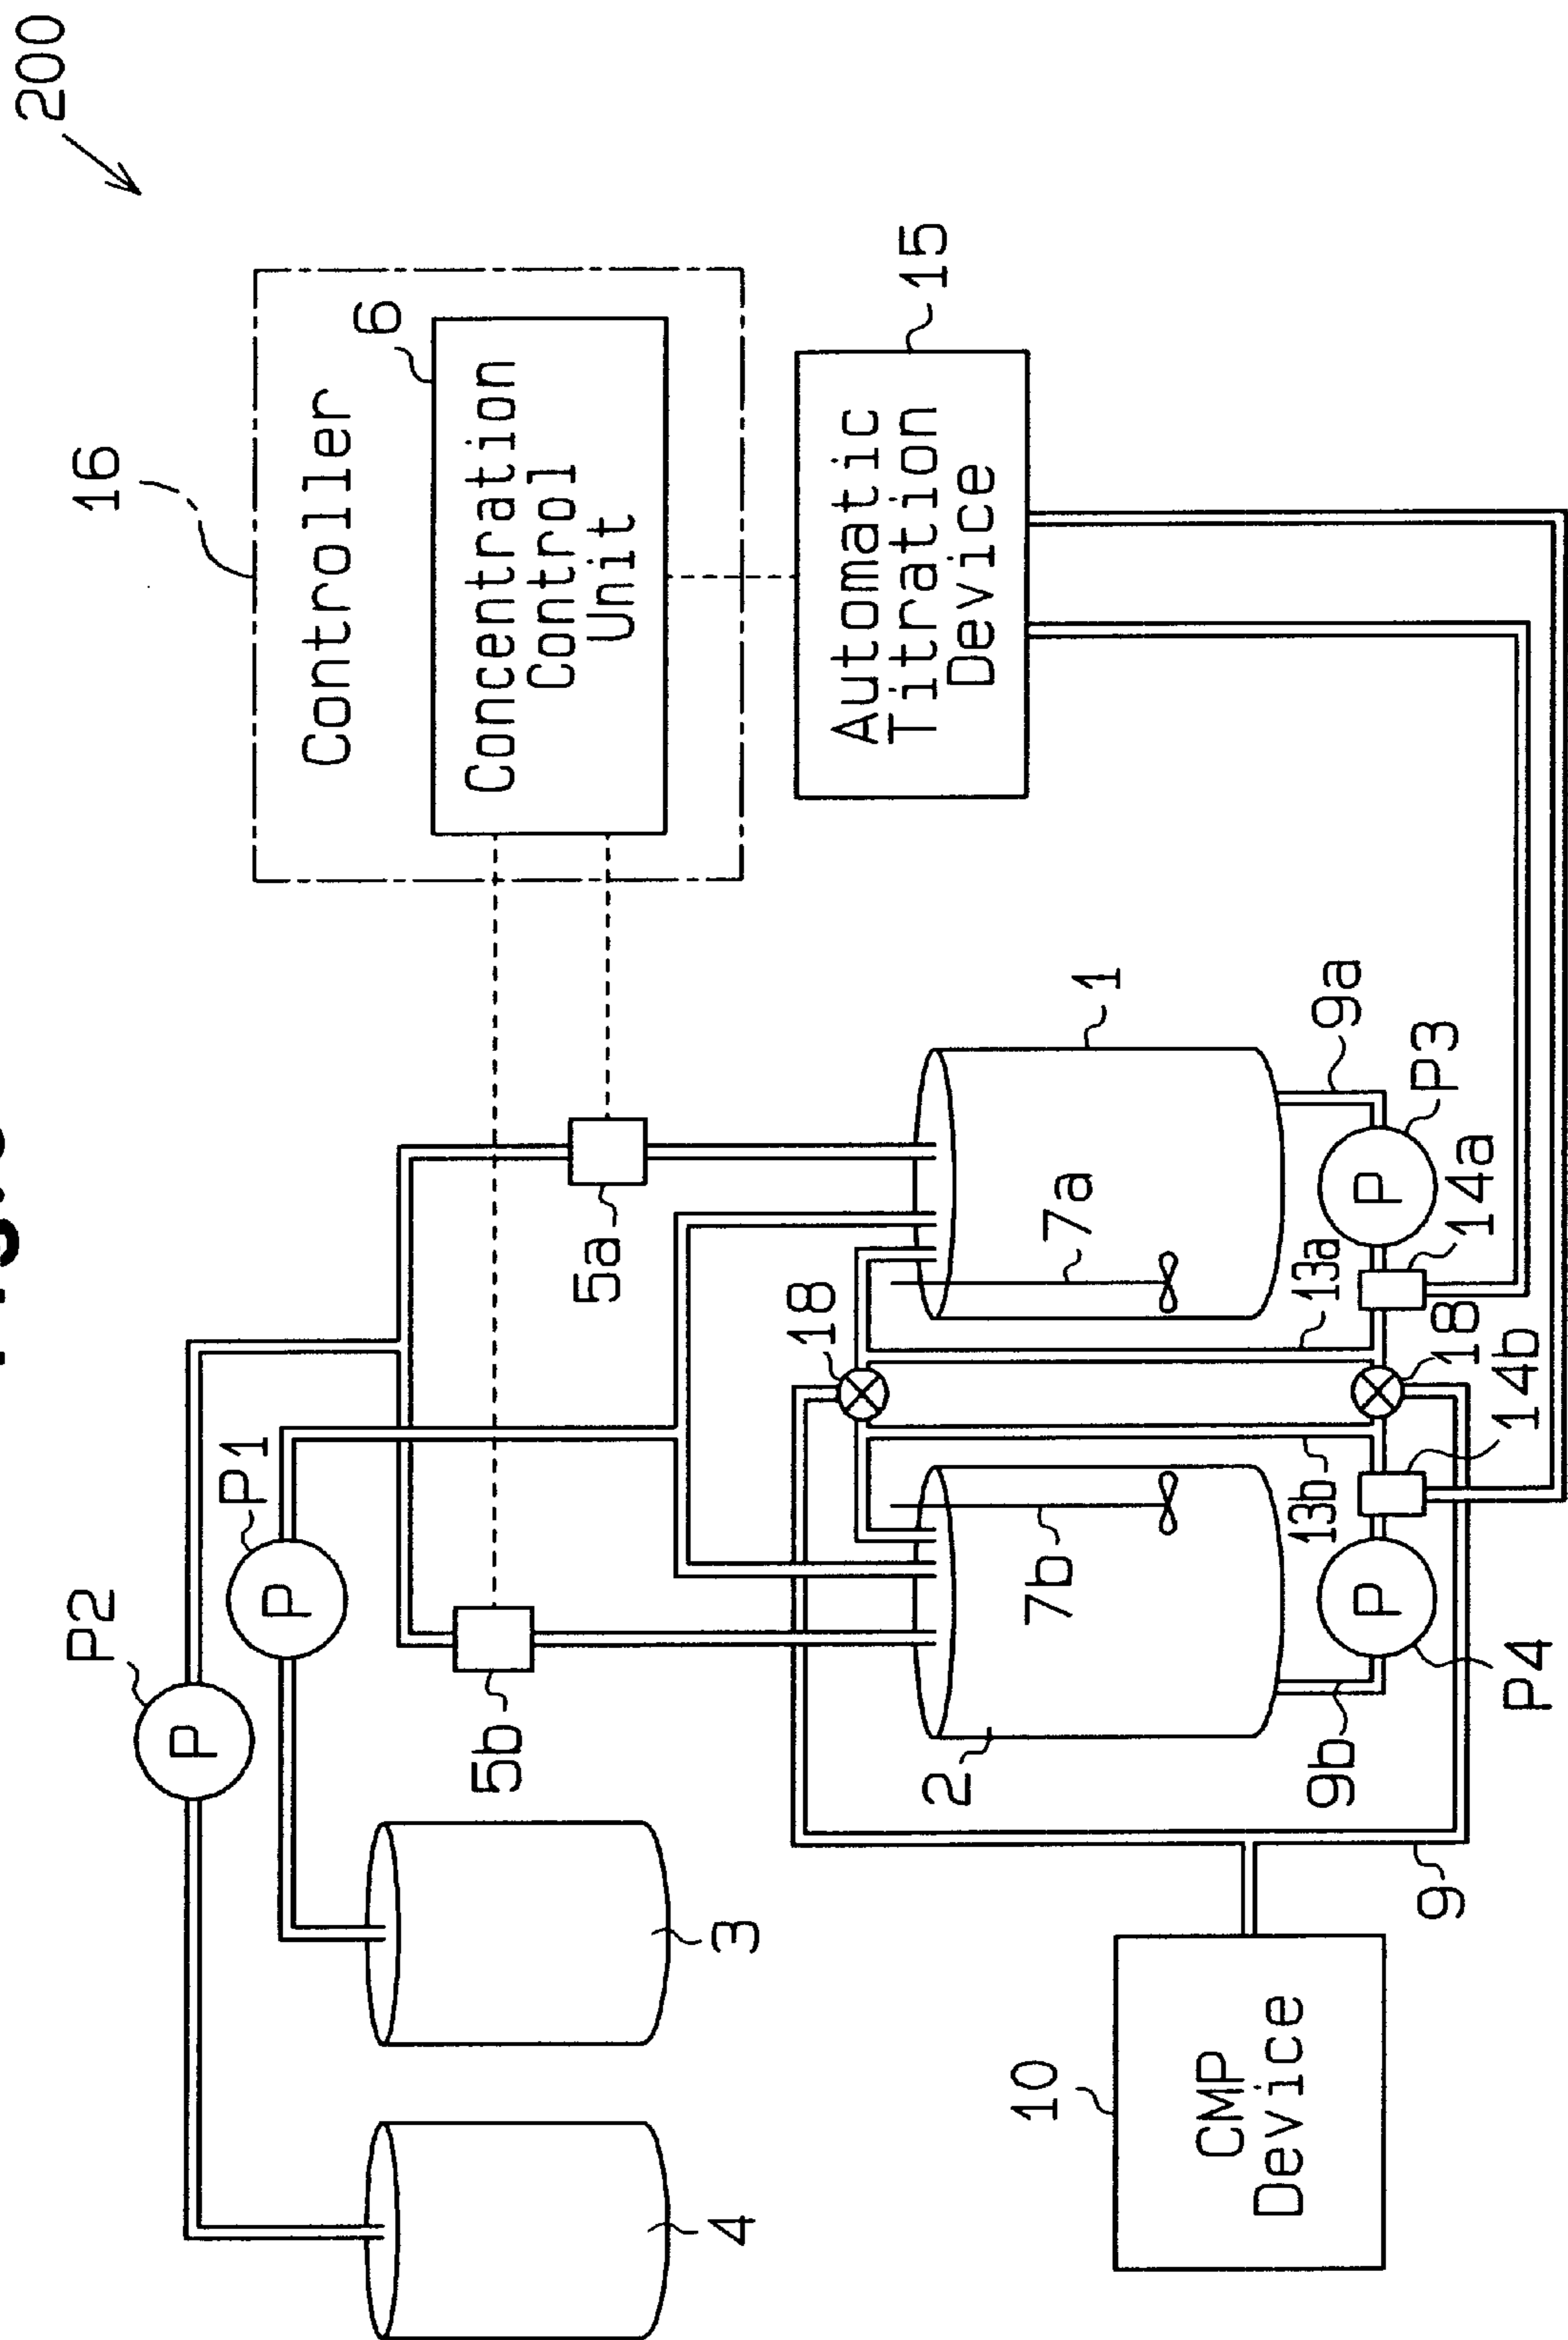 200
16
Controller
6
Concentration
Control
Unit
15
Automatic
Titration
Device
P2
P
P1
P
5b
5a
4
3
18
1
2
7b
7a
13b
13a
9b
P
P4
14b
18
14a
P
P3
9a
9
10
CMP
Device